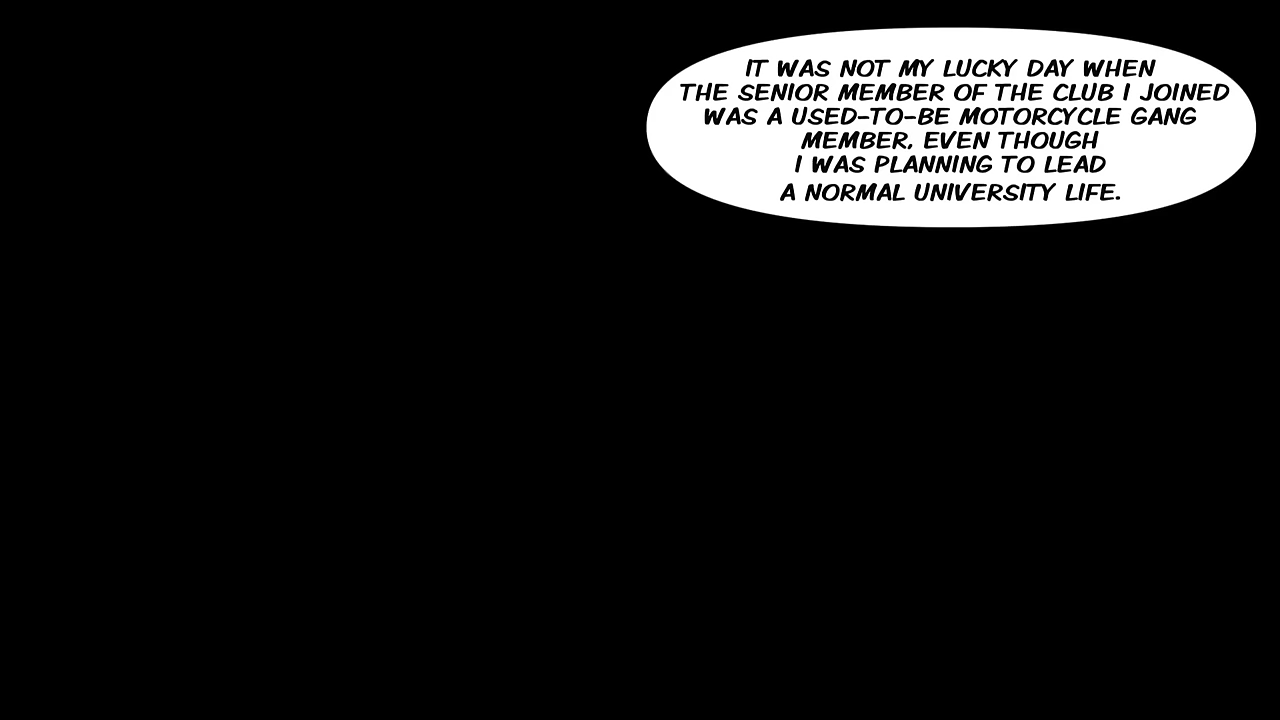 IT WAS NOT MY LUCKY DAY WHEN
THE SENIOR MEMBER OF THE CLUB I JOINED
WAS A USED-TO-BE MOTORCYCLE GANG
MEMBER, EVEN THOUGH
I WAS PLANNING TO LEAD
A NORMAL UNIVERSITY LIFE.